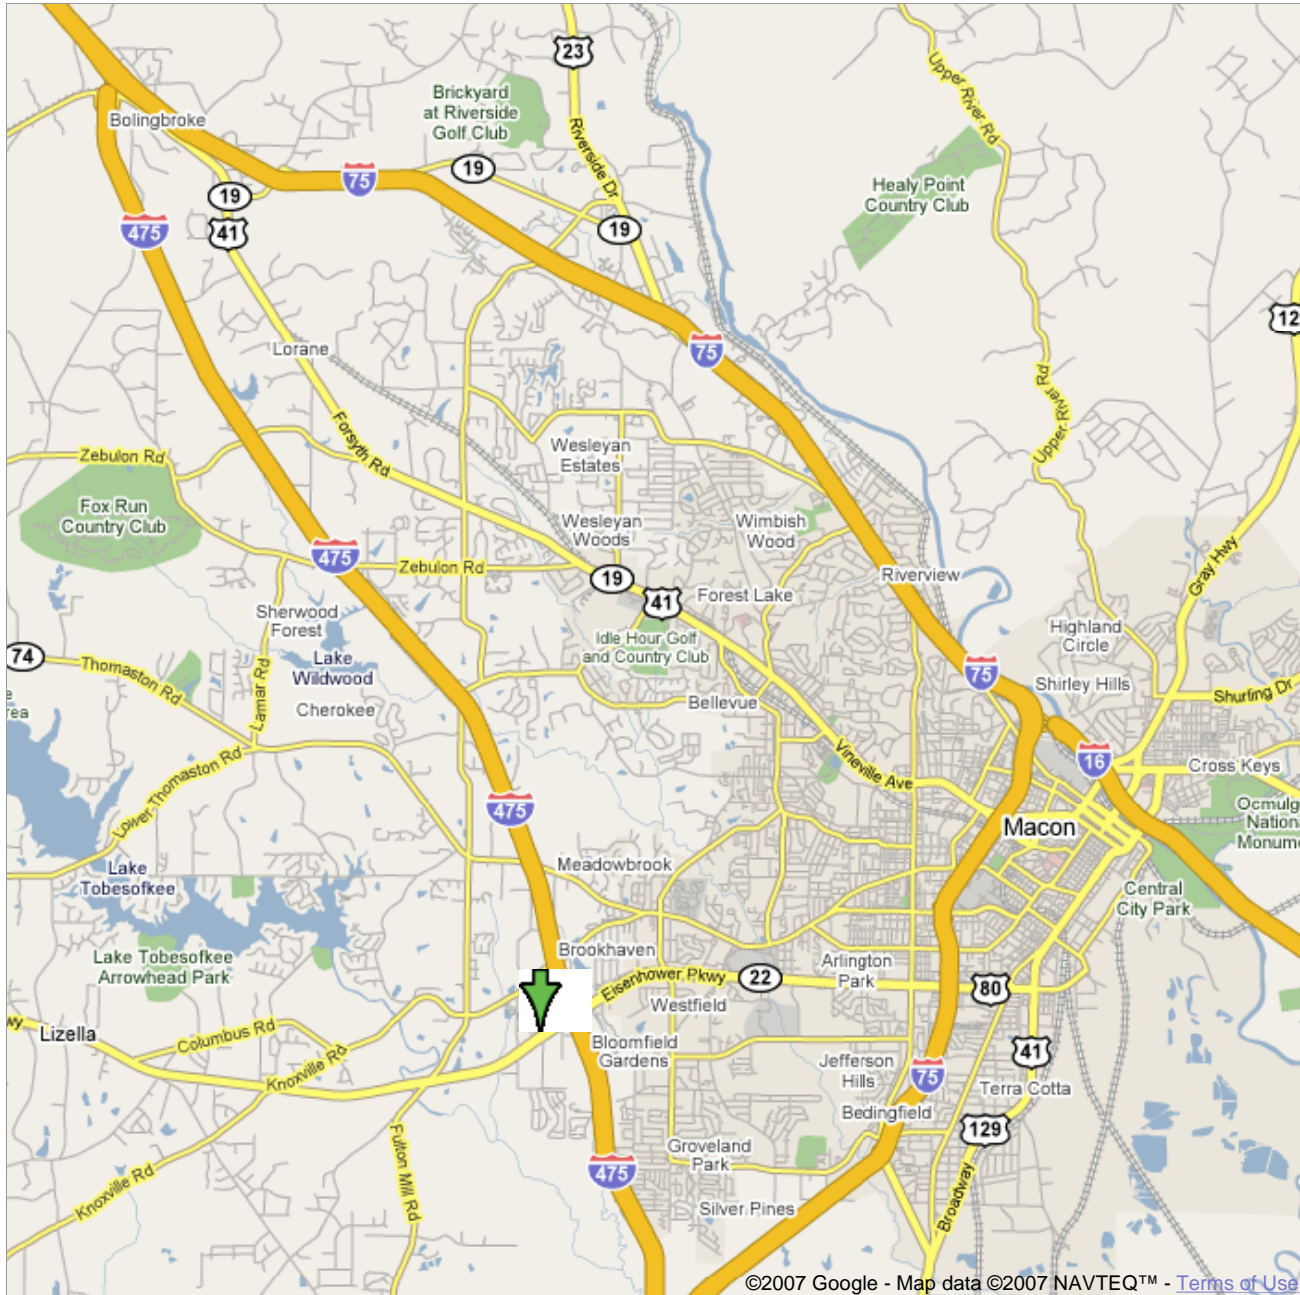 23
Upper River Rd
Brickyard
at Riverside
Golf Club
Bolingbroke
Riverside Dr
19
75
19
Healy Point
Country Club
475
41
19
12
75
Lorane
Upper River Rd
Forsyth Rd
Zebulon Rd
Wesleyan
Estates
Fox Run
Country Club
Wesleyan
Woods
Wimbish
Wood
475
Zebulon Rd
19
Riverview
Gray Hwy
41
Forest Lake
Sherwood
Forest
Idle Hour Golf
and Country Club
Highland
Circle
74
Thomaston Rd
Lake
Wildwood
Lamar Rd
75
Shirley Hills
Shurling Dr
rea
Cherokee
Bellevue
Vineville Ave
16
Cross Keys
Lower Thomaston Rd
475
Macon
Ocmulg
Nation
Monume
Meadowbrook
Lake
Tobesofkee
Central
City Park
Lake Tobesofkee
Arrowhead Park
Brookhaven
Eisenhower Pkwy
22
Arlington
Park
80
Westfield
wy
Lizella
Columbus Rd
Knoxville Rd
Bloomfield
Gardens
41
Jefferson
Hills
75
Terra Cotta
Bedingfield
129
Fulton Mill Rd
Groveland
Park
Knoxville Rd
475
Silver Pines
Broadway
©2007 Google - Map data ©2007 NAVTEQ™ - Terms of Use